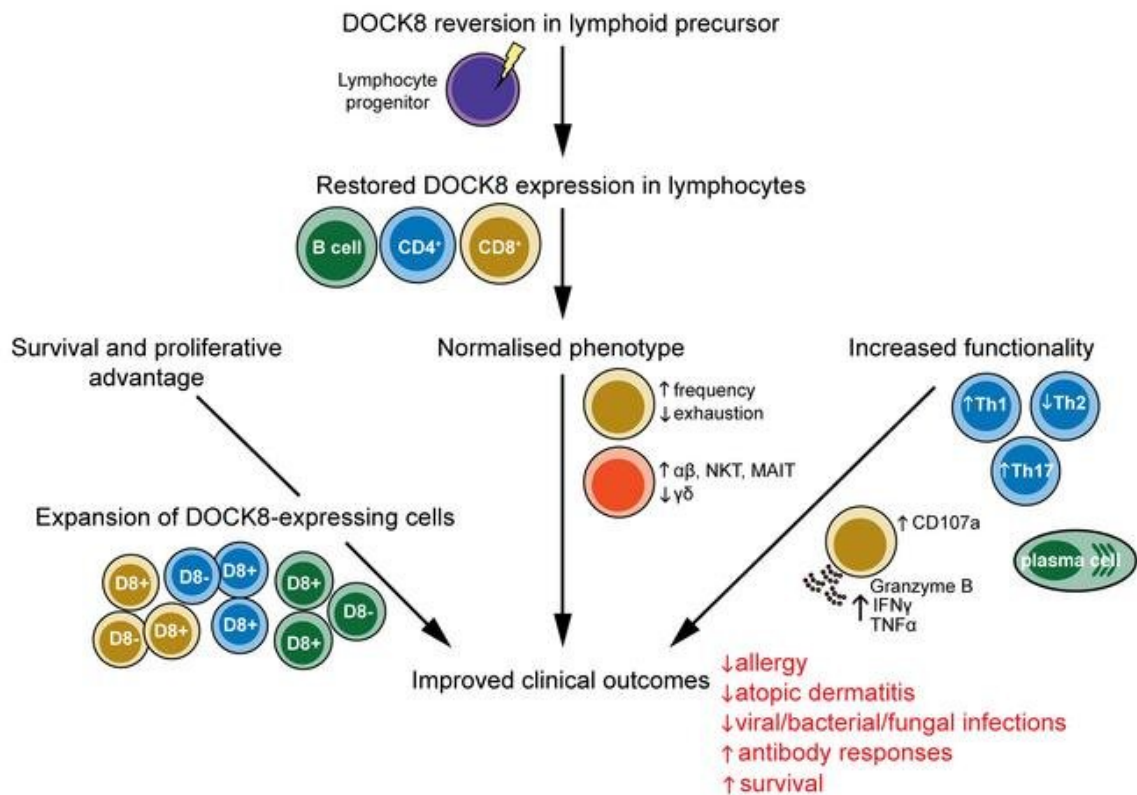 DOCK8 reversion in lymphoid precursor
Lymphocyte
progenitor
Restored DOCK8 expression in lymphocytes
B cell
CD4⁺
CD8⁺
Survival and proliferative
advantage
Normalised phenotype
↑ frequency
↓ exhaustion
↑ αβ, NKT, MAIT
↓ γδ
Increased functionality
↑Th1
↓Th2
↑Th17
Expansion of DOCK8-expressing cells
D8+
D8-
D8+
D8+
D8-
D8-
D8+
D8+
D8+
↑ CD107a
plasma cell
↑ Granzyme B
IFNγ
TNFα
Improved clinical outcomes
↓allergy
↓atopic dermatitis
↓viral/bacterial/fungal infections
↑ antibody responses
↑ survival